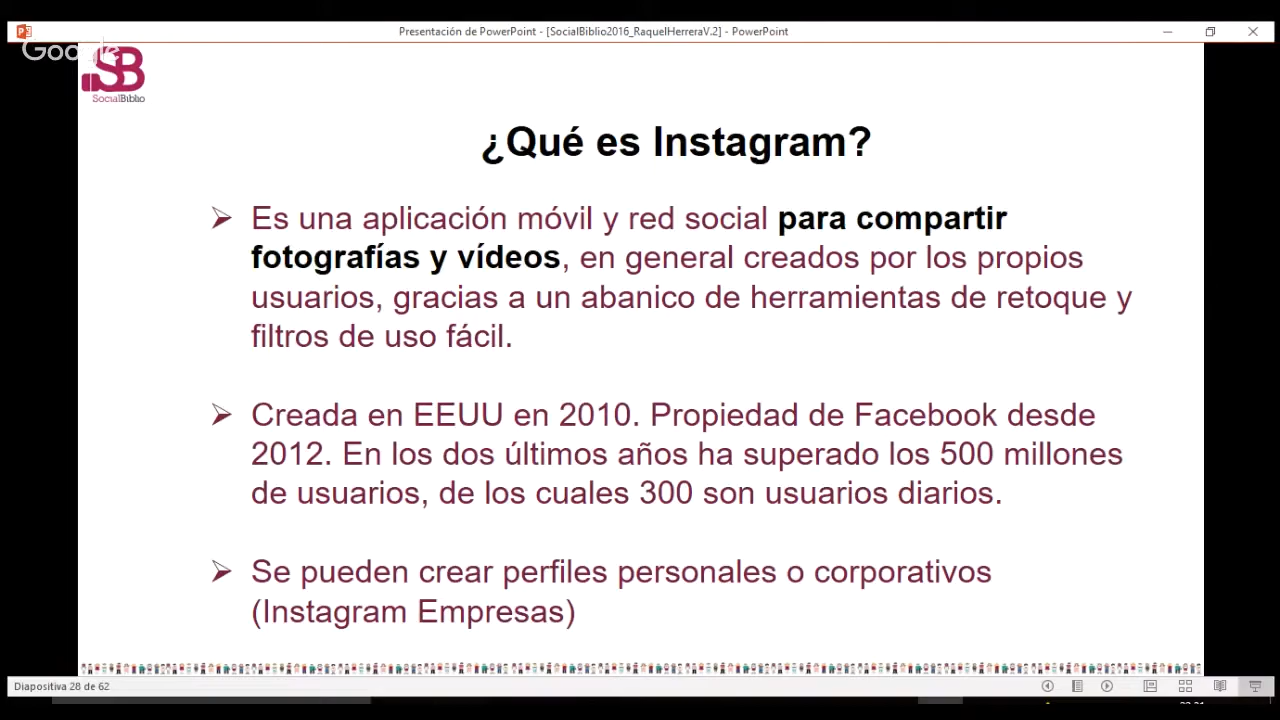 Presentación de PowerPoint - [SocialBiblio2016_RaquelHerreraV.2] - PowerPoint
Google
SB
SocialBiblio
¿Qué es Instagram?
Es una aplicación móvil y red social para compartir
fotografías y vídeos, en general creados por los propios
usuarios, gracias a un abanico de herramientas de retoque y
filtros de uso fácil.
Creada en EEUU en 2010. Propiedad de Facebook desde
2012. En los dos últimos años ha superado los 500 millones
de usuarios, de los cuales 300 son usuarios diarios.
Se pueden crear perfiles personales o corporativos
(Instagram Empresas)
Diapositiva 28 de 62